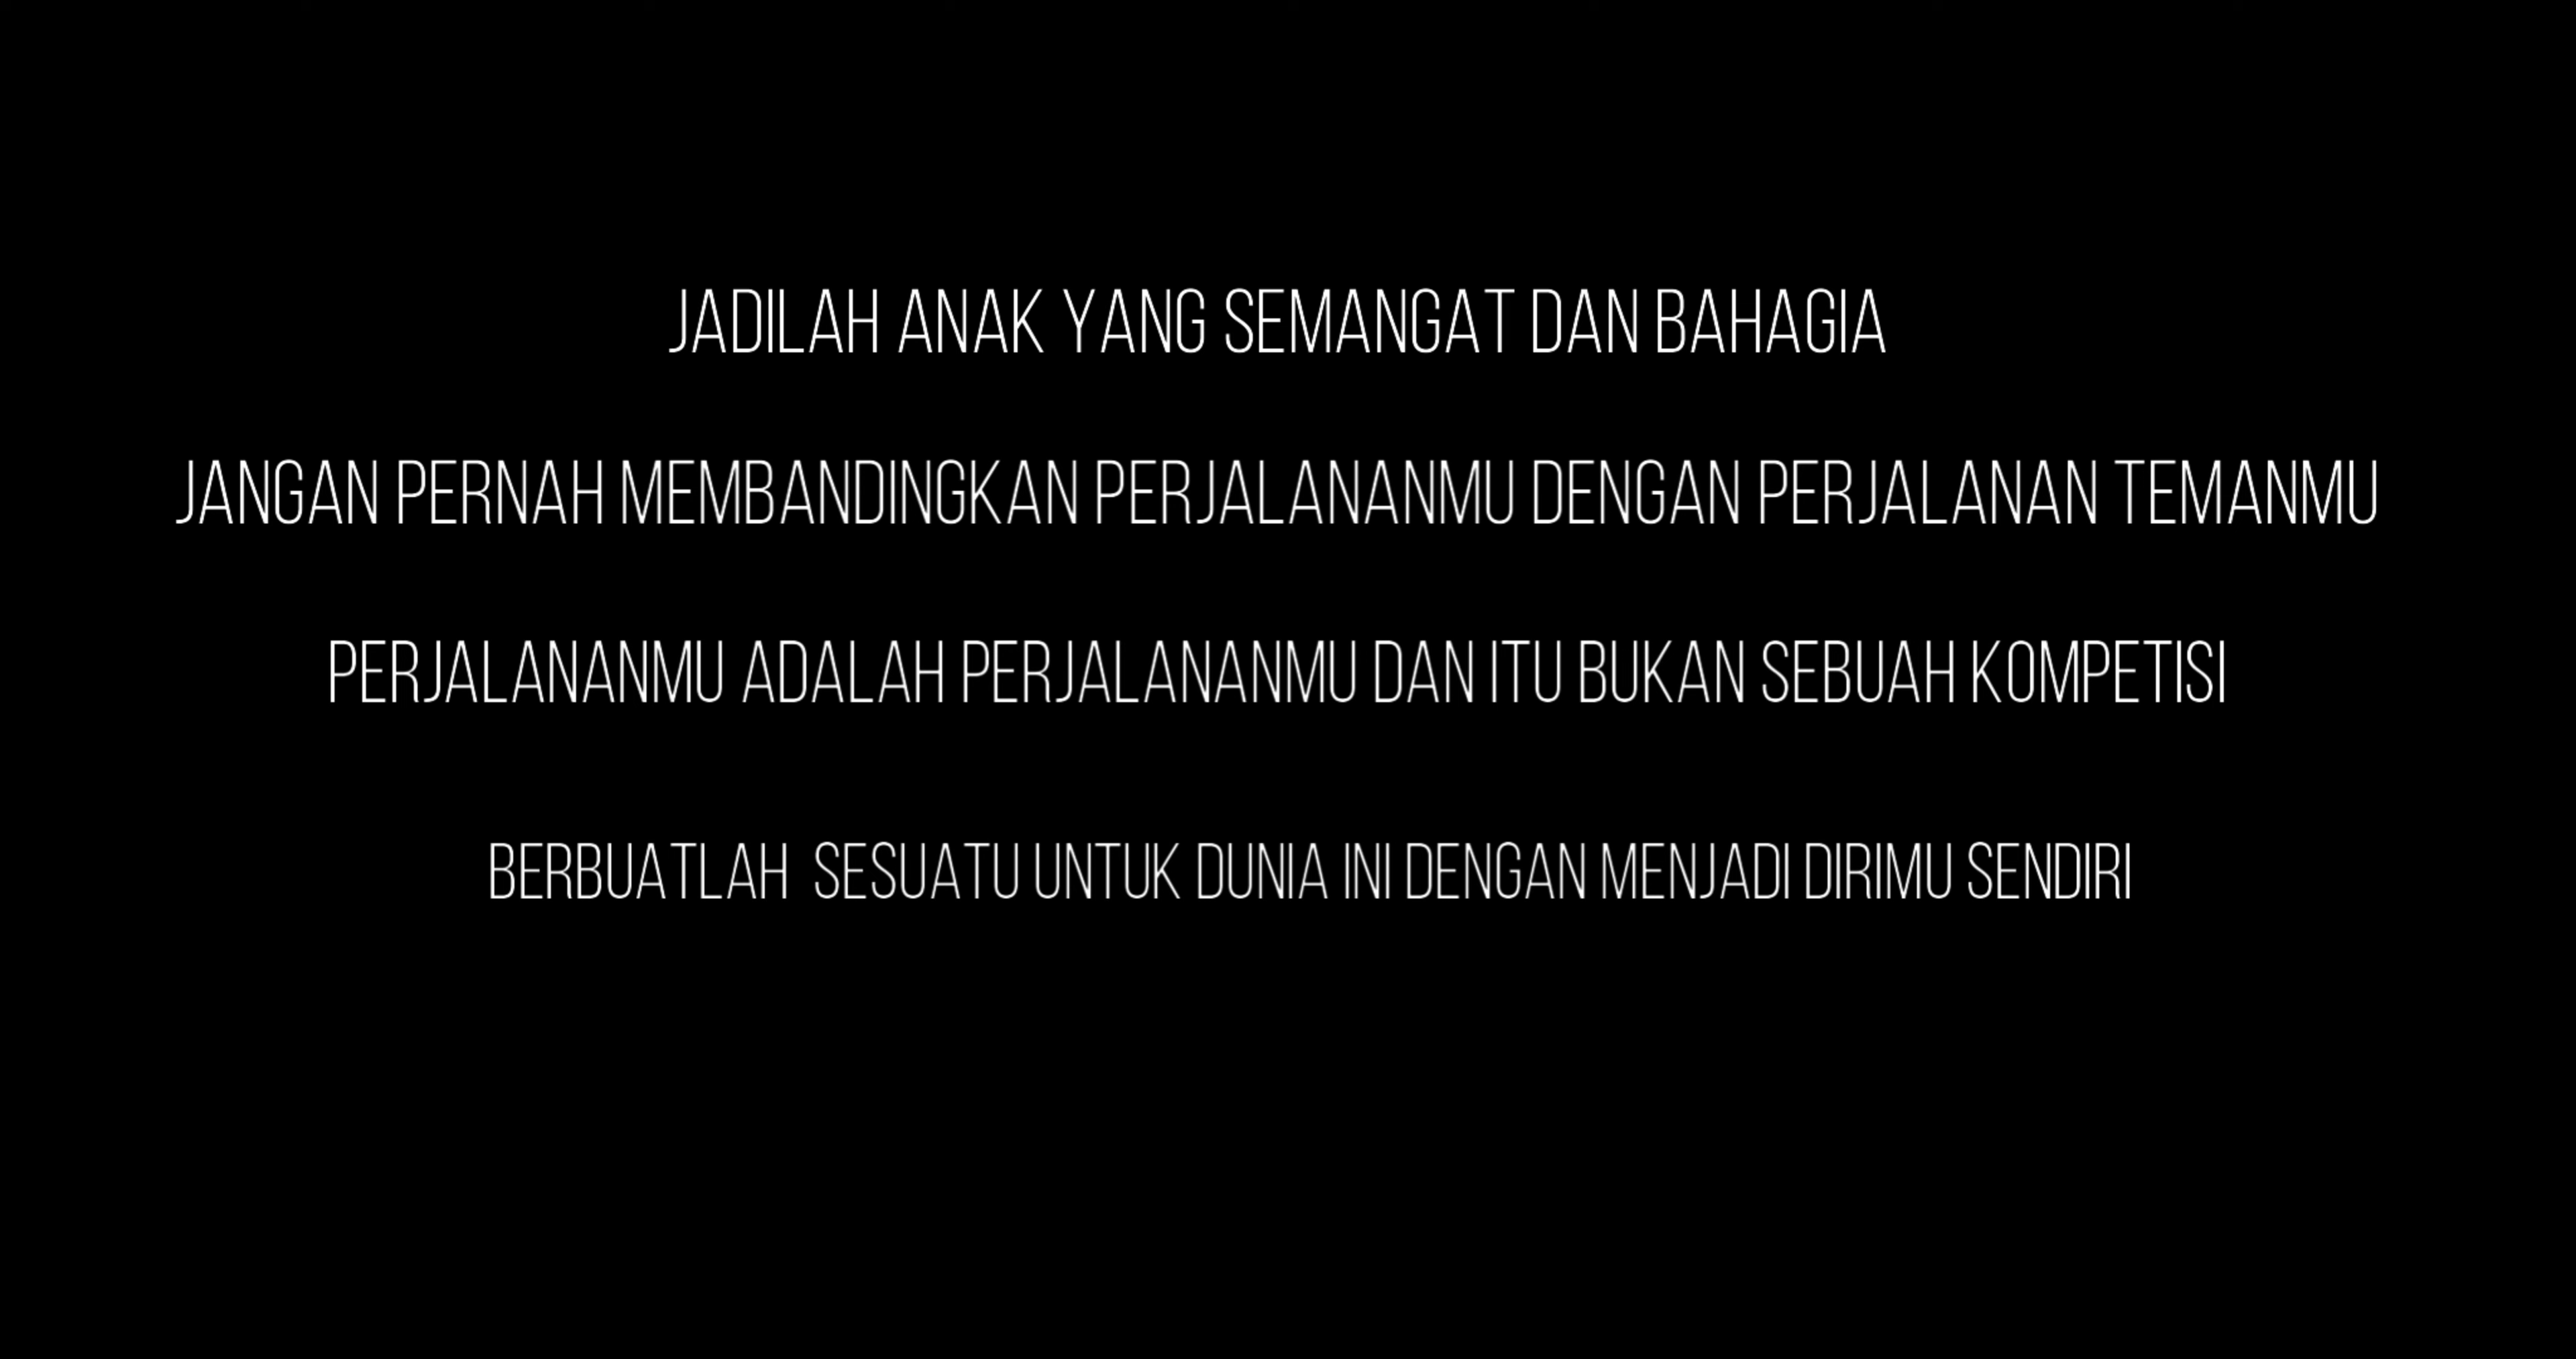 JADILAH ANAK YANG SEMANGAT DAN BAHAGIA
JANGAN PERNAH MEMBANDINGKAN PERJALANANMU DENGAN PERJALANAN TEMANMU
PERJALANANMU ADALAH PERJALANANMU DAN ITU BUKAN SEBUAH KOMPETISI
BERBUATLAH SESUATU UNTUK DUNIA INI DENGAN MENJADI DIRIMU SENDIRI